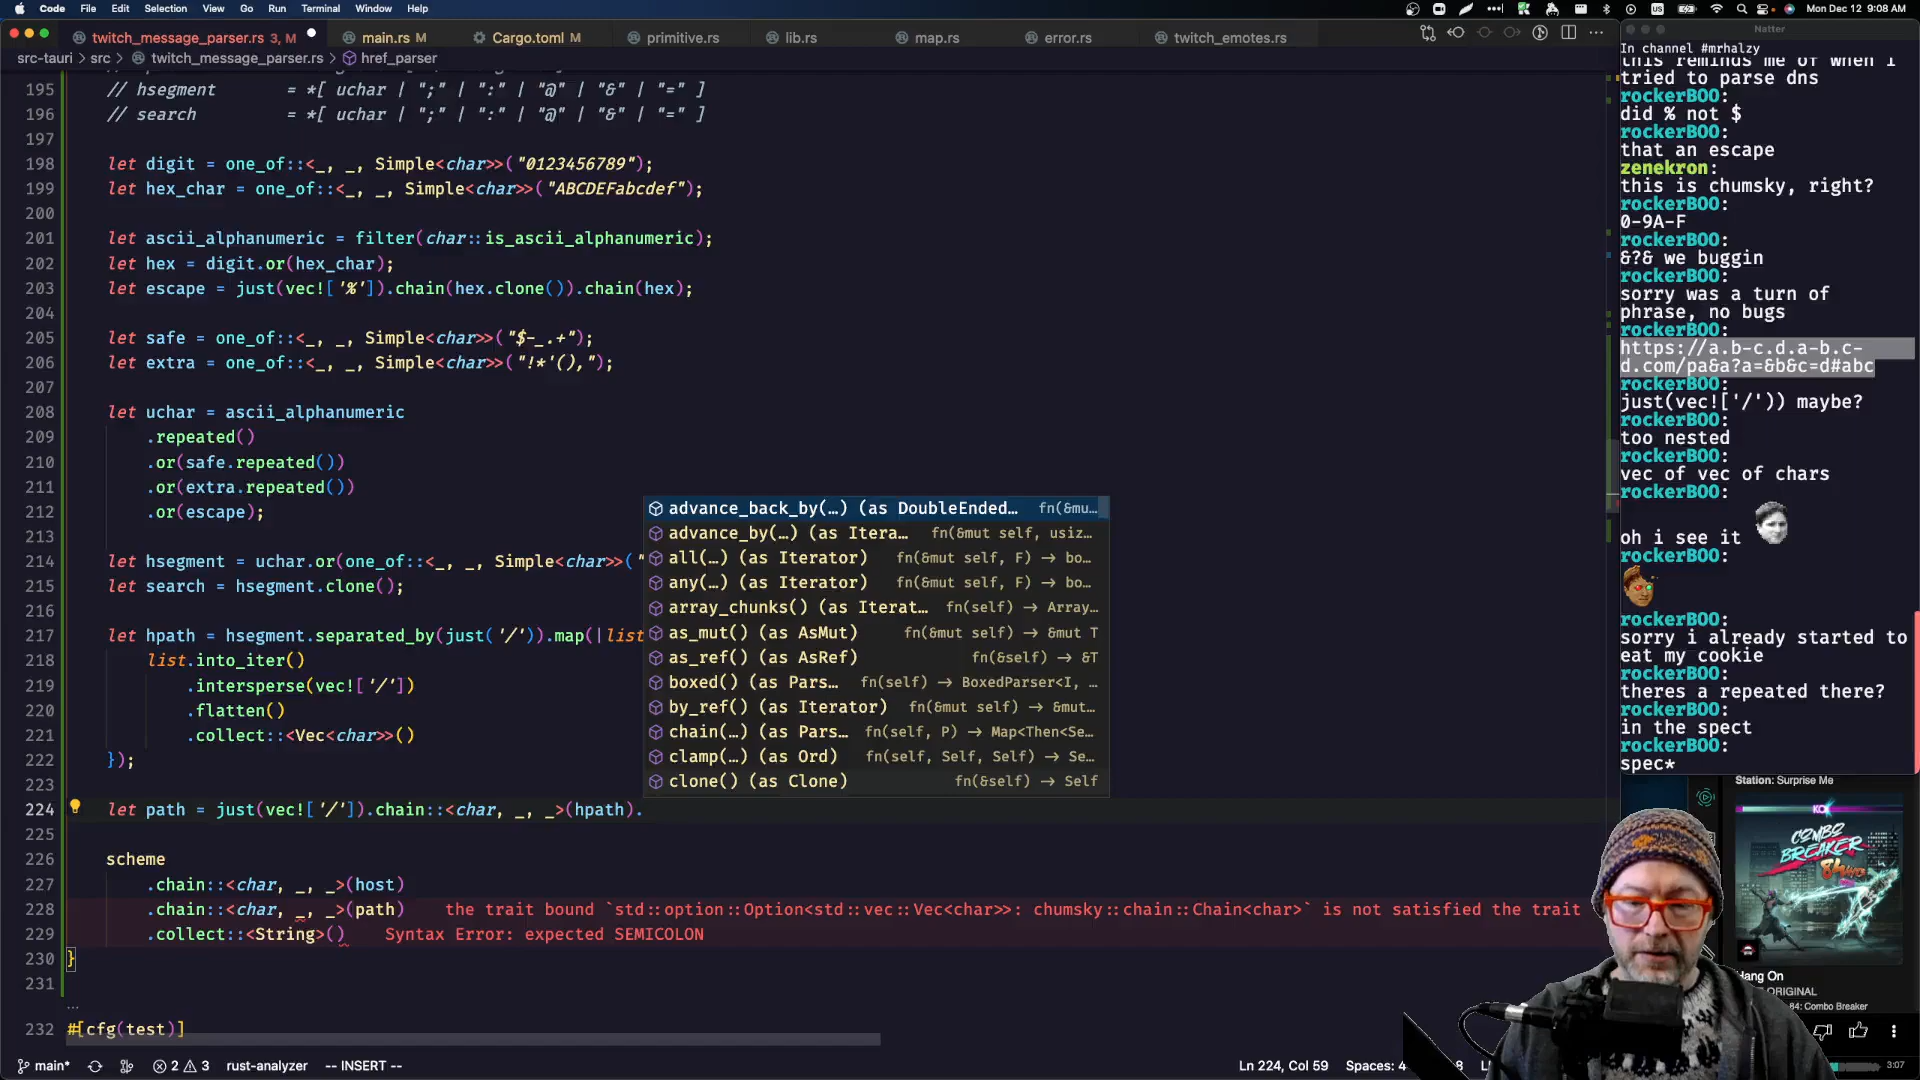 Code File Edit Selection View Go Run Terminal Window Help
Mon Dec 12 9:08 AM
twitch_message_parser.rs 3, M
main.rs M
Cargo.toml M
primitive.rs
lib.rs
map.rs
error.rs
twitch_emotes.rs
src-tauri > src > twitch_message_parser.rs > href_parser
195 // hsegment = *[ uchar | ";" | ":" | "@" | "&" | "=" ]
196 // search = *[ uchar | ";" | ":" | "@" | "&" | "=" ]
197
198 let digit = one_of::<_, _, Simple<char>>("0123456789");
199 let hex_char = one_of::<_, _, Simple<char>>("ABCDEFabcdef");
200
201 let ascii_alphanumeric = filter(char::is_ascii_alphanumeric);
202 let hex = digit.or(hex_char);
203 let escape = just(vec!['%']).chain(hex.clone()).chain(hex);
204
205 let safe = one_of::<_, _, Simple<char>>("$-_.+");
206 let extra = one_of::<_, _, Simple<char>>("!*'(),");
207
208 let uchar = ascii_alphanumeric
209 .repeated()
210 .or(safe.repeated())
211 .or(extra.repeated())
212 .or(escape);
213
214 let hsegment = uchar.or(one_of::<_, _, Simple<char>>("
215 let search = hsegment.clone();
216
217 let hpath = hsegment.separated_by(just('/')).map(|list
218 list.into_iter()
219 .intersperse(vec!['/'])
220 .flatten()
221 .collect::<Vec<char>>()
222 });
223
224 let path = just(vec!['/']).chain::<char, _, _>(hpath).
225
226 scheme
227 .chain::<char, _, _>(host)
228 .chain::<char, _, _>(path) the trait bound `std::option::Option<std::vec::Vec<char>>: chumsky::chain::Chain<char>` is not satisfied the trait
229 .collect::<String>() Syntax Error: expected SEMICOLON
230 }
231
...
232 #[cfg(test)]
advance_back_by(…) (as DoubleEnded… fn(&mu…
advance_by(…) (as Itera… fn(&mut self, usiz…
all(…) (as Iterator) fn(&mut self, F) -> bo…
any(…) (as Iterator) fn(&mut self, F) -> bo…
array_chunks() (as Iterat… fn(self) -> Array…
as_mut() (as AsMut) fn(&mut self) -> &mut T
as_ref() (as AsRef) fn(&self) -> &T
boxed() (as Pars… fn(self) -> BoxedParser<I, …
by_ref() (as Iterator) fn(&mut self) -> &mut…
chain(…) (as Pars… fn(self, P) -> Map<Then<Se…
clamp(…) (as Ord) fn(self, Self, Self) -> Se…
clone() (as Clone) fn(&self) -> Self
main* 2 3 rust-analyzer -- INSERT -- Ln 224, Col 59 Spaces: 4
Natter
In channel #mrhalzy
this reminds me of when i
tried to parse dns
rockerBOO:
did % not $
rockerBOO:
that an escape
zenekron:
this is chumsky, right?
rockerBOO:
0-9A-F
rockerBOO:
&?& we buggin
rockerBOO:
sorry was a turn of
phrase, no bugs
rockerBOO:
https://a.b-c.d.a-b.c-
d.com/pa&a?a=&b&c=d#abc
rockerBOO:
just(vec!['/']) maybe?
rockerBOO:
too nested
rockerBOO:
vec of vec of chars
rockerBOO:
oh i see it
rockerBOO:
rockerBOO:
sorry i already started to
eat my cookie
rockerBOO:
theres a repeated there?
rockerBOO:
in the spect
rockerBOO:
spec*
Station: Surprise Me
COMBO
BREAKER
Hang On
ORIGINAL
84: Combo Breaker
3:07